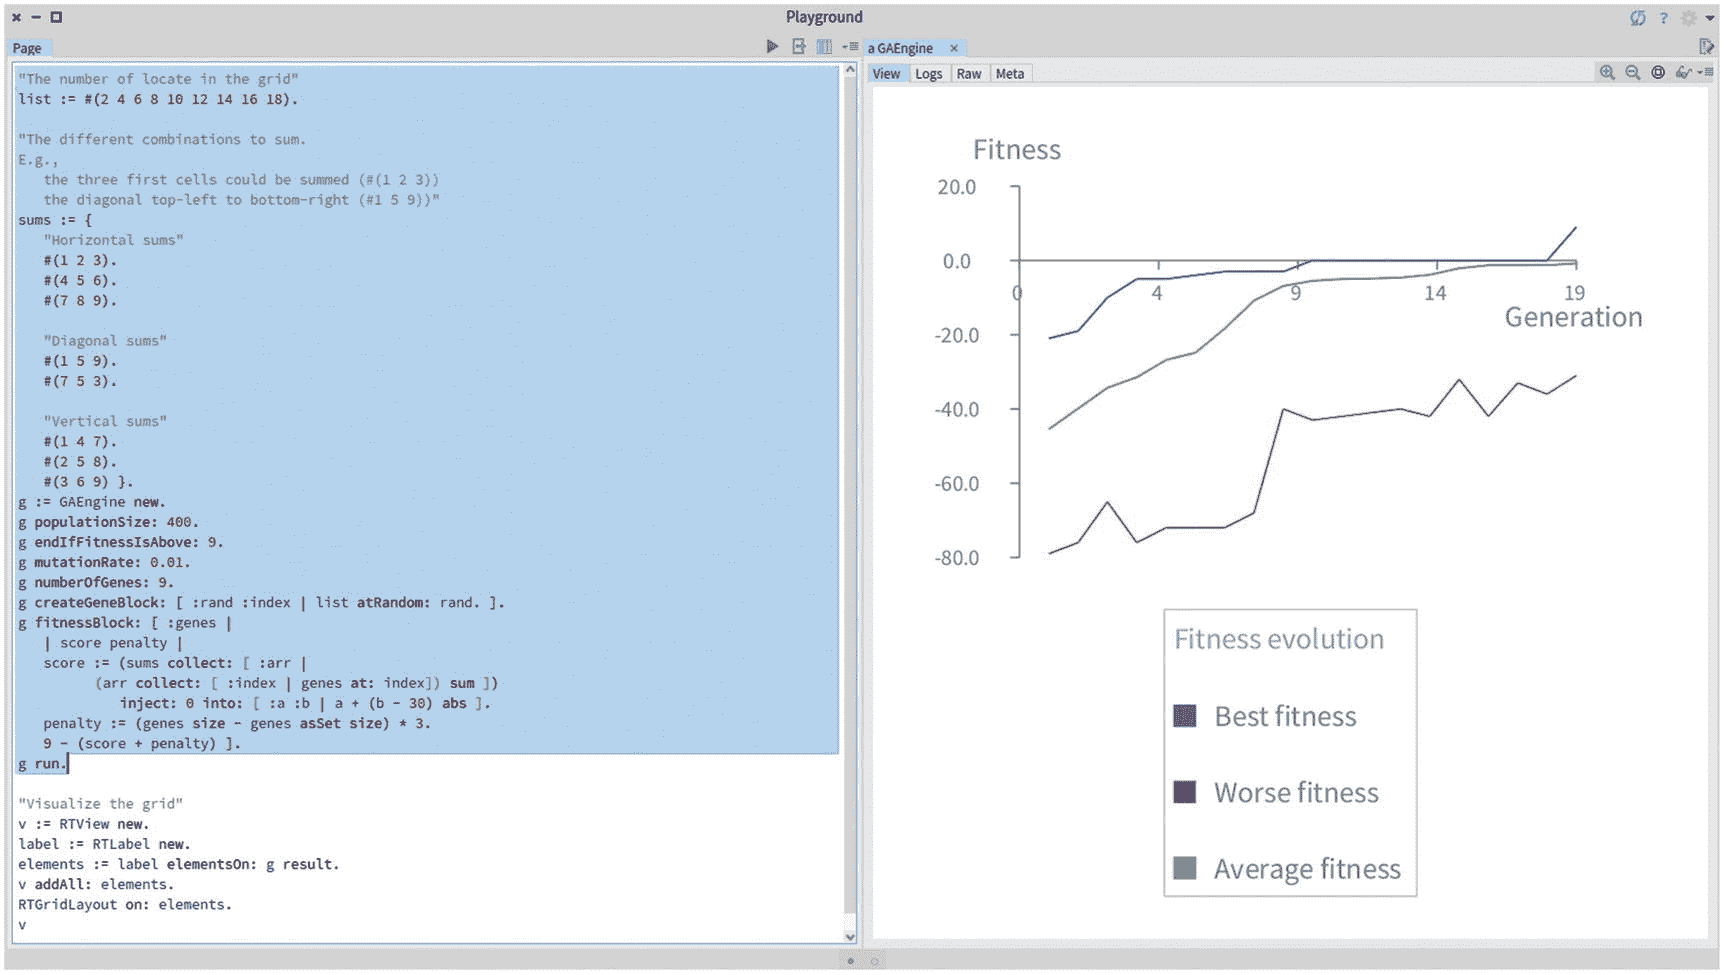 Playground
?
Page
"The number of locate in the grid"
list := #(2 4 6 8 10 12 14 16 18).
"The different combinations to sum.
E.g.,
the three first cells could be summed (#(1 2 3))
the diagonal top-left to bottom-right (#1 5 9))"
sums := {
"Horizontal sums"
#(1 2 3).
#(4 5 6).
#(7 8 9).
"Diagonal sums"
#(1 5 9).
#(7 5 3).
"Vertical sums"
#(1 4 7).
#(2 5 8).
#(3 6 9) }.
g := GAEngine new.
g populationSize: 400.
g endIfFitnessIsAbove: 9.
g mutationRate: 0.01.
g numberOfGenes: 9.
g createGeneBlock: [ :rand :index | list atRandom: rand. ].
g fitnessBlock: [ :genes |
| score penalty |
score := (sums collect: [ :arr |
(arr collect: [ :index | genes at: index]) sum ])
inject: 0 into: [ :a :b | a + (b - 30) abs ].
penalty := (genes size - genes asSet size) * 3.
9 - (score + penalty) ].
g run.
"Visualize the grid"
v := RTView new.
label := RTLabel new.
elements := label elementsOn: g result.
v addAll: elements.
RTGridLayout on: elements.
v
a GAEngine
View Logs Raw Meta
Fitness
20.0
0.0
-20.0
-40.0
-60.0
-80.0
0 4 9 14 19
Generation
Fitness evolution
Best fitness
Worse fitness
Average fitness